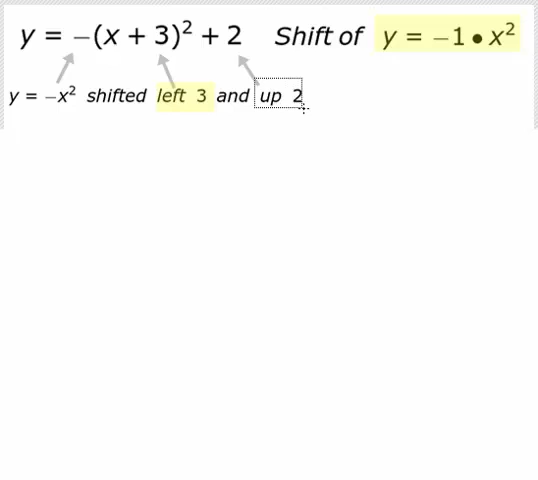 y = −(x + 3)² + 2 Shift of y = −1 • x²
y = −x² shifted left 3 and up 2